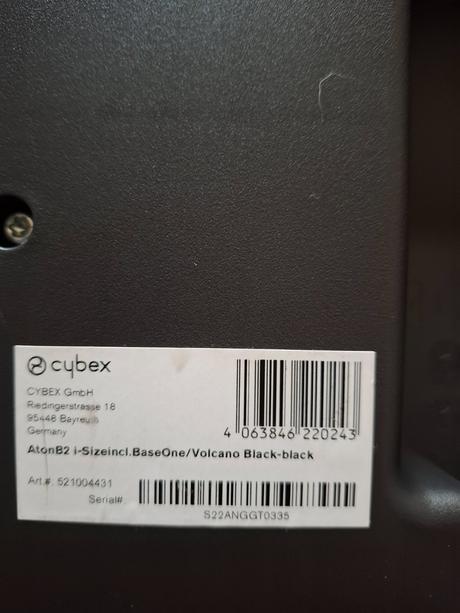 cybex
CYBEX GmbH
Riedingerstrasse 18
95448 Bayreuth
Germany
4 063846 220243
AtonB2 i-Sizeincl.BaseOne/Volcano Black-black
Art.#. 521004431
Serial#
S22ANGGT0335